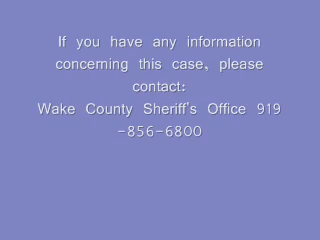 If you have any information
concerning this case, please
contact:
Wake County Sheriff's Office 919
-856-6800